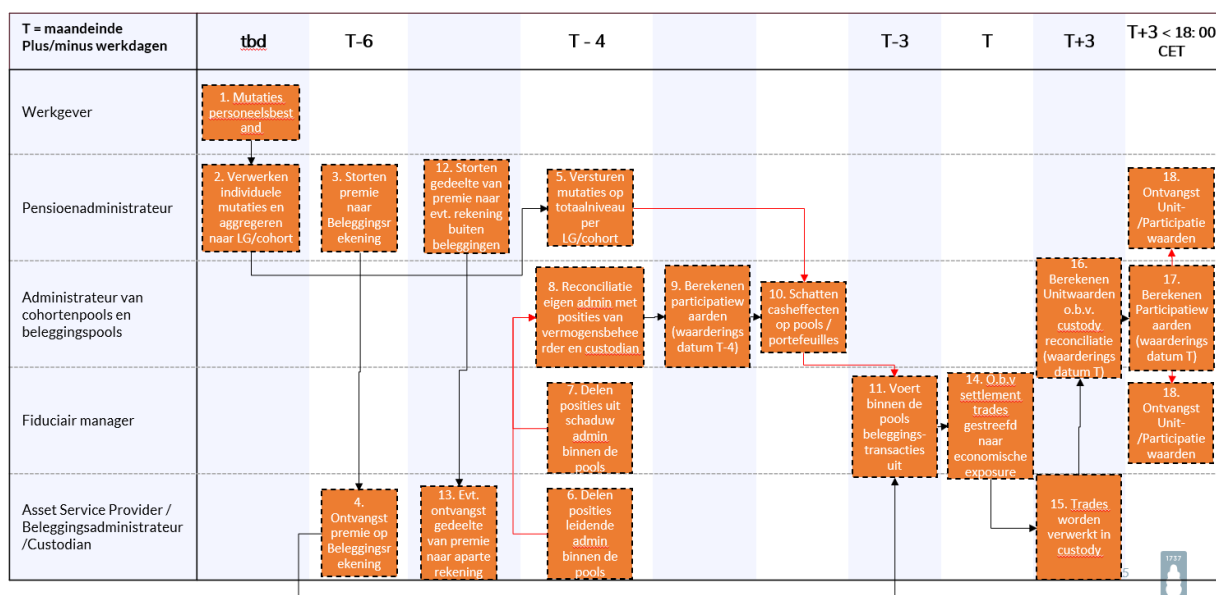 T = maandeinde
Plus/minus werkdagen
tbd
T-6
T - 4
T-3
T
T+3
T+3 < 18: 00
CET
Werkgever
1. Mutaties
personeelsbest
and
Pensioenadministrateur
2. Verwerken
individuele
mutaties en
aggregeren
naar LG/cohort
3. Storten
premie
naar
Beleggingsr
ekening
12. Storten
gedeelte van
premie naar
evt. rekening
buiten
beleggingen
5. Versturen
mutaties op
totaalniveau
per
LG/cohort
18.
Ontvangst
Unit-
/Participatie
waarden
Administrateur van
cohortenpools en
beleggingspools
8. Reconciliatie
eigen admin met
posities van
vermogensbehee
rder en custodian
9. Berekenen
participatiew
aarden
(waarderings
datum T-4)
10. Schatten
casheffecten
op pools /
portefeuilles
16.
Berekenen
Unitwaarden
o.b.v.
custody
reconciliatie
(waarderings
datum T)
17.
Berekenen
Participatiew
aarden
(waarderings
datum T)
Fiduciair manager
7. Delen
posities uit
schaduw
admin
binnen de
pools
11. Voert
binnen de
pools
beleggings-
transacties
uit
14. O.b.v
settlement
trades
gestreefd
naar
economische
exposure
18.
Ontvangst
Unit-
/Participatie
waarden
Asset Service Provider /
Beleggingsadministrateur
/Custodian
4.
Ontvangst
premie op
Beleggingsr
ekening
13. Evt.
ontvangst
gedeelte
van premie
naar aparte
rekening
6. Delen
posities
leidende
admin
binnen de
pools
15. Trades
worden
verwerkt in
custody
5
1737